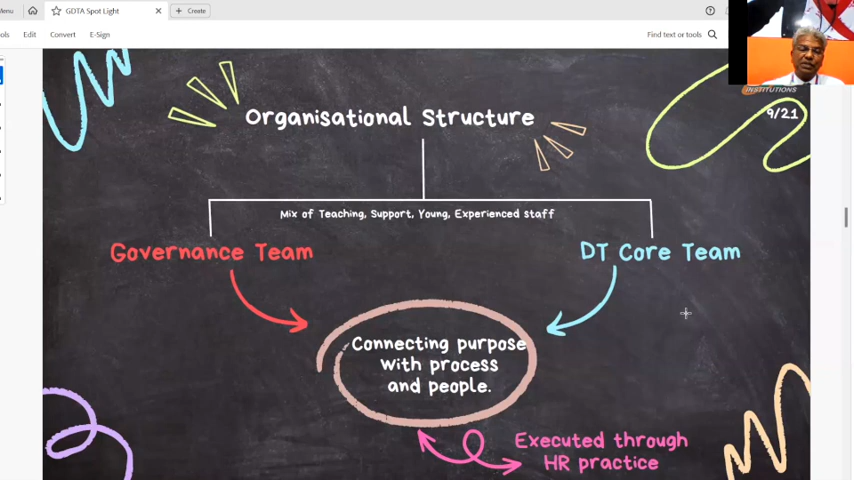 Menu
GDTA Spot Light
Create
Edit
Convert
E-Sign
Find text or tools
INSTITUTIONS
9/21
Organisational Structure
Mix of Teaching, Support, Young, Experienced staff
Governance Team
DT Core Team
Connecting purpose
with process
and people.
Executed through
HR practice